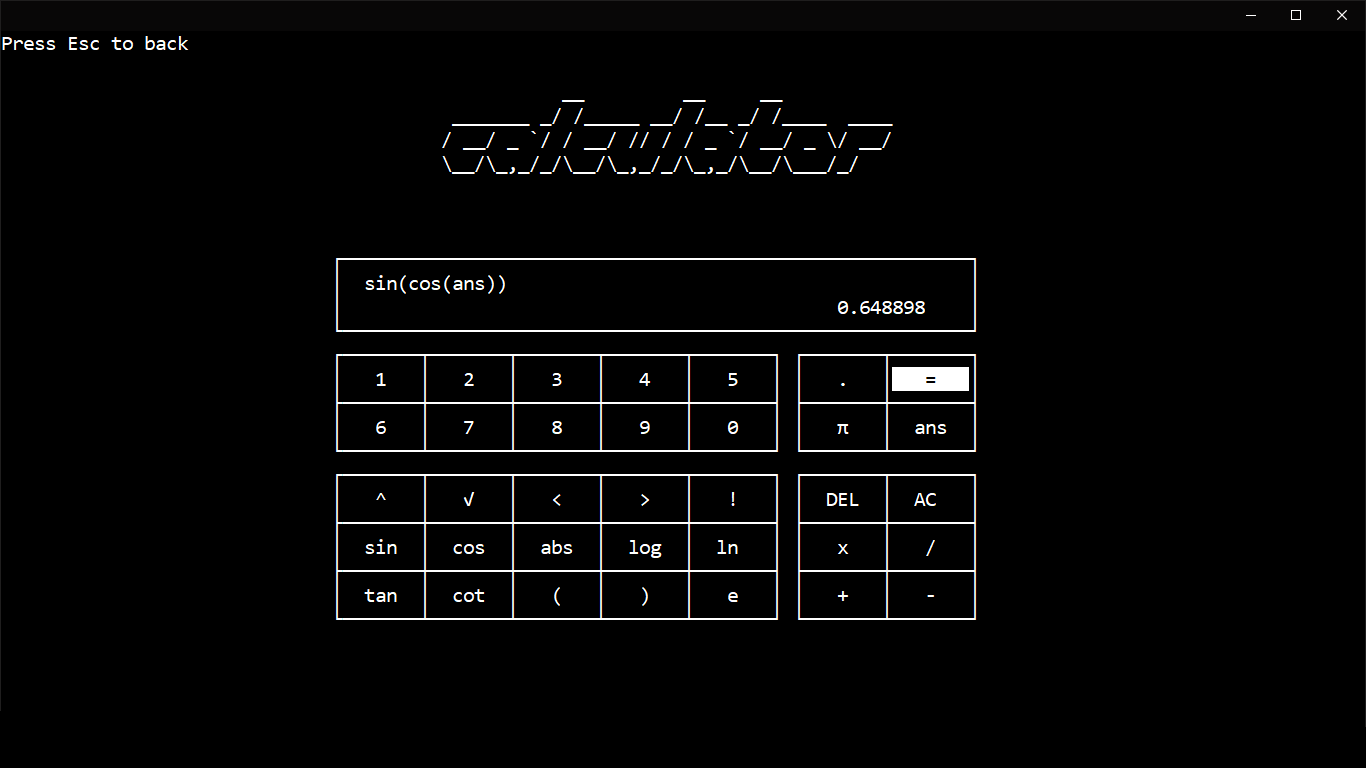 Press Esc to back
calculator
sin(cos(ans))
0.648898
1 2 3 4 5 . =
6 7 8 9 0 π ans
^ √ < > ! DEL AC
sin cos abs log ln x /
tan cot ( ) e + -